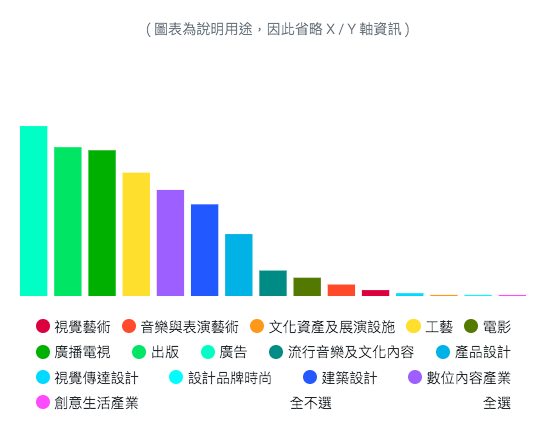 ( 圖表為說明用途，因此省略 X / Y 軸資訊 )
視覺藝術 音樂與表演藝術 文化資產及展演設施 工藝 電影
廣播電視 出版 廣告 流行音樂及文化內容 產品設計
視覺傳達設計 設計品牌時尚 建築設計 數位內容產業
創意生活產業 全不選 全選